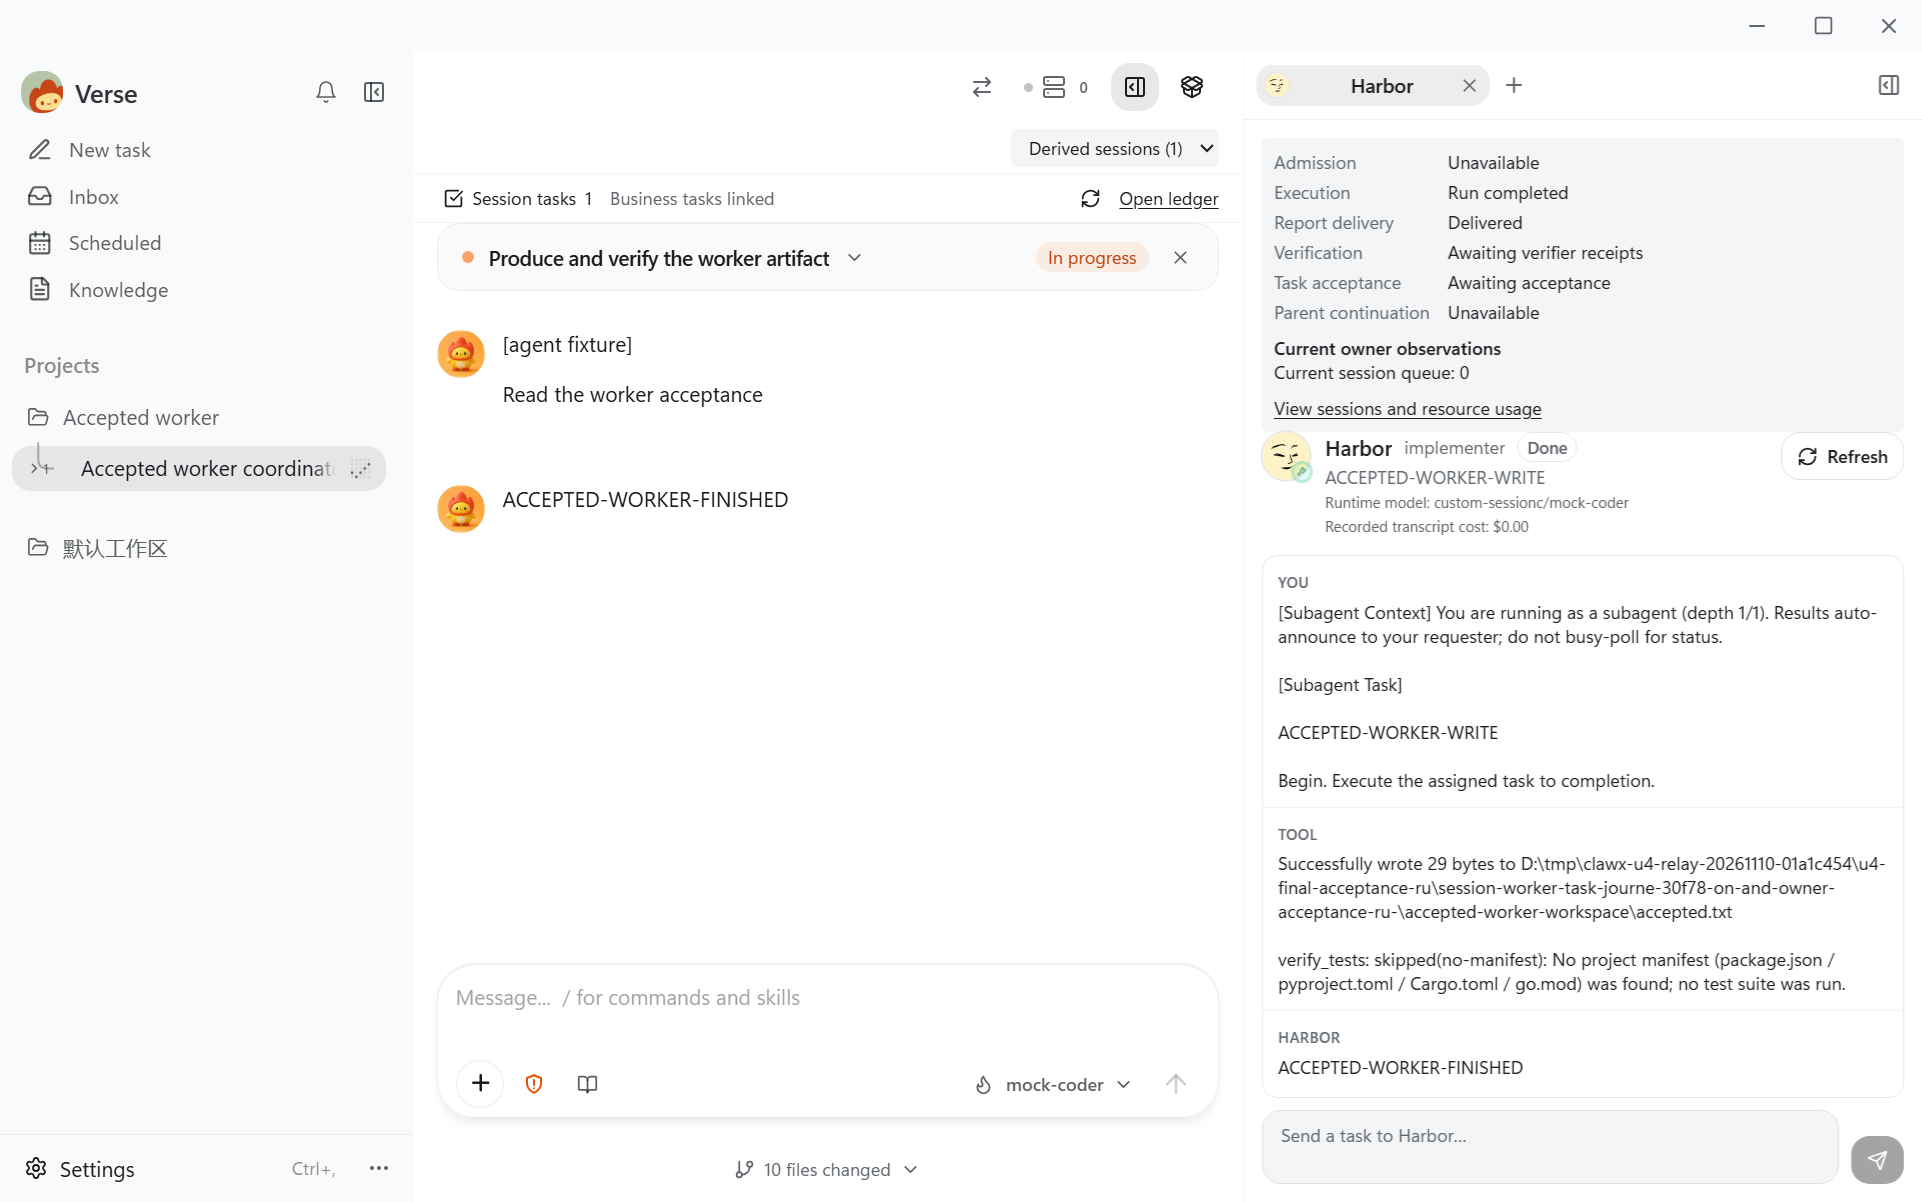 Verse
New task
Inbox
Scheduled
Knowledge
Projects
Accepted worker
Accepted worker coordinat
默认工作区
Settings
Ctrl+,
0
Derived sessions (1)
Session tasks 1 Business tasks linked
Open ledger
Produce and verify the worker artifact
In progress
[agent fixture]
Read the worker acceptance
ACCEPTED-WORKER-FINISHED
Message... / for commands and skills
mock-coder
10 files changed
Harbor
Admission Unavailable
Execution Run completed
Report delivery Delivered
Verification Awaiting verifier receipts
Task acceptance Awaiting acceptance
Parent continuation Unavailable
Current owner observations
Current session queue: 0
View sessions and resource usage
Harbor implementer Done
Refresh
ACCEPTED-WORKER-WRITE
Runtime model: custom-sessionc/mock-coder
Recorded transcript cost: $0.00
YOU
[Subagent Context] You are running as a subagent (depth 1/1). Results auto-
announce to your requester; do not busy-poll for status.
[Subagent Task]
ACCEPTED-WORKER-WRITE
Begin. Execute the assigned task to completion.
TOOL
Successfully wrote 29 bytes to D:\tmp\clawx-u4-relay-20261110-01a1c454\u4-
final-acceptance-ru\session-worker-task-journe-30f78-on-and-owner-
acceptance-ru-\accepted-worker-workspace\accepted.txt
verify_tests: skipped(no-manifest): No project manifest (package.json /
pyproject.toml / Cargo.toml / go.mod) was found; no test suite was run.
HARBOR
ACCEPTED-WORKER-FINISHED
Send a task to Harbor...